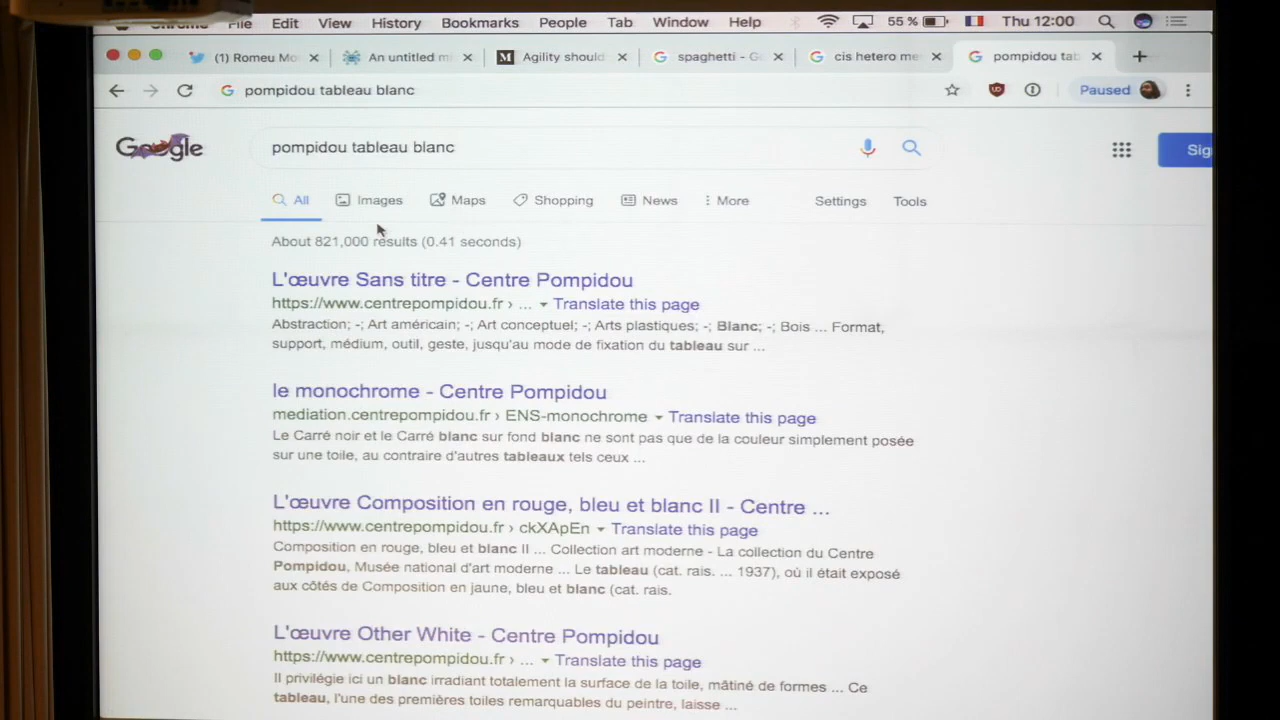 Chrome File Edit View History Bookmarks People Tab Window Help 55 % Thu 12:00
(1) Romeu Mo An untitled m Agility should spaghetti - G cis hetero me pompidou tab
pompidou tableau blanc Paused
Google pompidou tableau blanc Sig
All Images Maps Shopping News More Settings Tools
About 821,000 results (0.41 seconds)
L'œuvre Sans titre - Centre Pompidou
https://www.centrepompidou.fr › ... Translate this page
Abstraction; -; Art américain; -; Art conceptuel; -; Arts plastiques; -; Blanc; -; Bois ... Format,
support, médium, outil, geste, jusqu'au mode de fixation du tableau sur ...
le monochrome - Centre Pompidou
mediation.centrepompidou.fr › ENS-monochrome Translate this page
Le Carré noir et le Carré blanc sur fond blanc ne sont pas que de la couleur simplement posée
sur une toile, au contraire d'autres tableaux tels ceux ...
L'œuvre Composition en rouge, bleu et blanc II - Centre ...
https://www.centrepompidou.fr › ckXApEn Translate this page
Composition en rouge, bleu et blanc II ... Collection art moderne - La collection du Centre
Pompidou, Musée national d'art moderne ... Le tableau (cat. rais. ... 1937), où il était exposé
aux côtés de Composition en jaune, bleu et blanc (cat. rais.
L'œuvre Other White - Centre Pompidou
https://www.centrepompidou.fr › ... Translate this page
Il privilégie ici un blanc irradiant totalement la surface de la toile, mâtiné de formes ... Ce
tableau, l'une des premières toiles remarquables du peintre, laisse ...